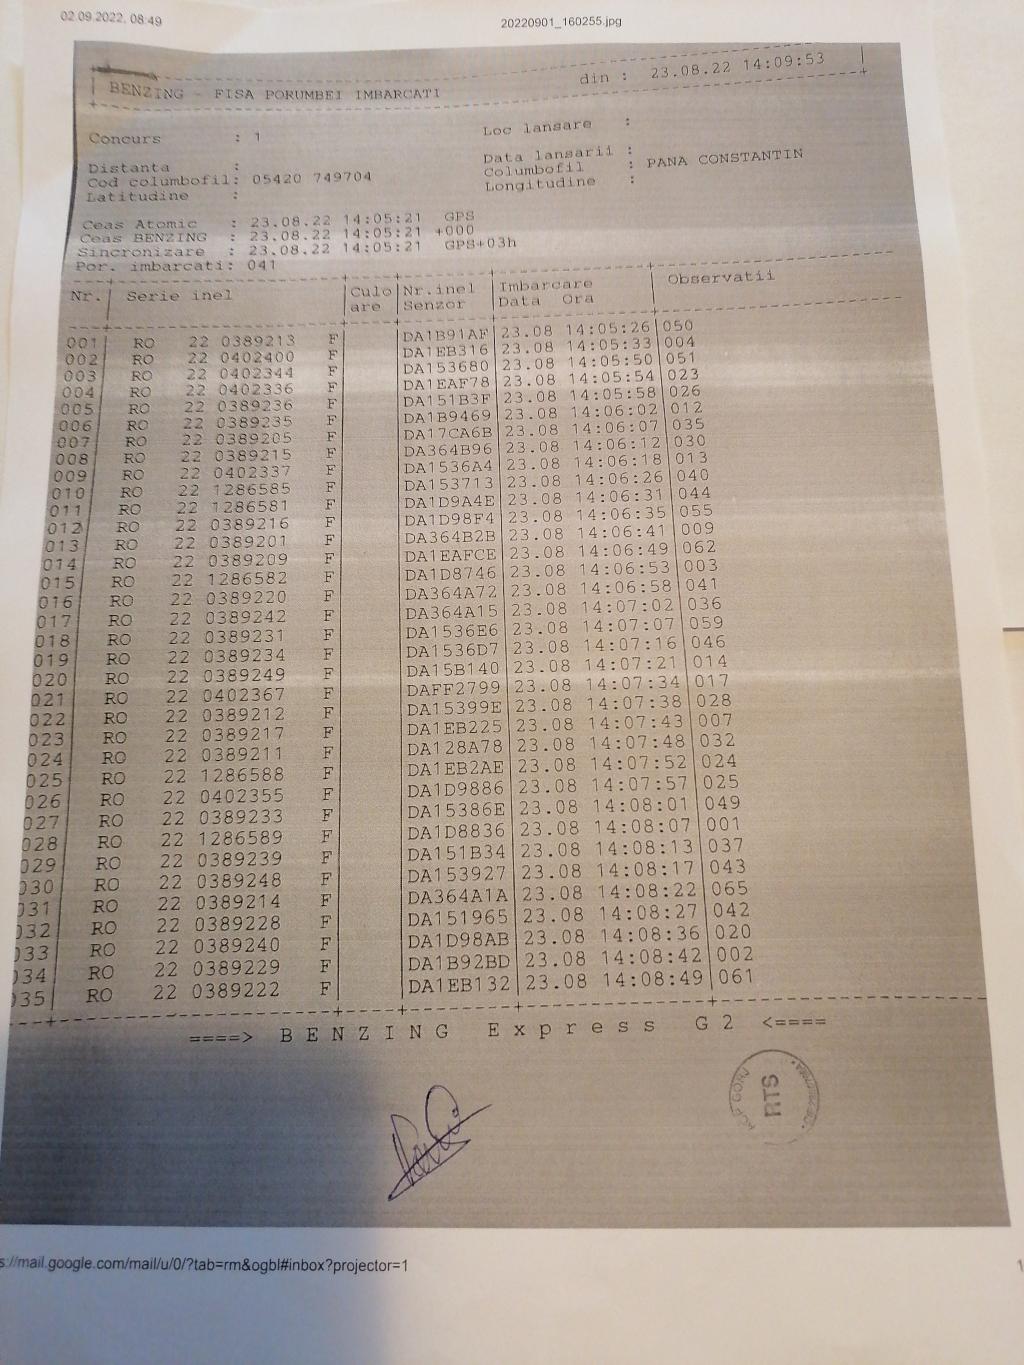 02.09.2022, 08:49
20220901_160255.jpg
BENZING - FISA PORUMBEI IMBARCATI din : 23.08.22 14:09:53
Concurs : 1 Loc lansare :
Distanta : Data lansarii :
Cod columbofil: 05420 749704 Columbofil : PANA CONSTANTIN
Latitudine : Longitudine :
Ceas Atomic : 23.08.22 14:05:21 GPS
Ceas BENZING : 23.08.22 14:05:21 +000
Sincronizare : 23.08.22 14:05:21 GPS+03h
Por. imbarcati: 041
Nr. Serie inel Culo Nr.inel Imbarcare Observatii
are Senzor Data Ora
001 RO 22 0389213 F DA1B91AF 23.08 14:05:26 050
002 RO 22 0402400 F DA1EB316 23.08 14:05:33 004
003 RO 22 0402344 F DA153680 23.08 14:05:50 051
004 RO 22 0402336 F DA1EAF78 23.08 14:05:54 023
005 RO 22 0389236 F DA151B3F 23.08 14:05:58 026
006 RO 22 0389235 F DA1B9469 23.08 14:06:02 012
007 RO 22 0389205 F DA17CA6B 23.08 14:06:07 035
008 RO 22 0389215 F DA364B96 23.08 14:06:12 030
009 RO 22 0402337 F DA1536A4 23.08 14:06:18 013
010 RO 22 1286585 F DA153713 23.08 14:06:26 040
011 RO 22 1286581 F DA1D9A4E 23.08 14:06:31 044
012 RO 22 0389216 F DA1D98F4 23.08 14:06:35 055
013 RO 22 0389201 F DA364B2B 23.08 14:06:41 009
014 RO 22 0389209 F DA1EAFCE 23.08 14:06:49 062
015 RO 22 1286582 F DA1D8746 23.08 14:06:53 003
016 RO 22 0389220 F DA364A72 23.08 14:06:58 041
017 RO 22 0389242 F DA364A15 23.08 14:07:02 036
018 RO 22 0389231 F DA1536E6 23.08 14:07:07 059
019 RO 22 0389234 F DA1536D7 23.08 14:07:16 046
020 RO 22 0389249 F DA15B140 23.08 14:07:21 014
021 RO 22 0402367 F DAFF2799 23.08 14:07:34 017
022 RO 22 0389212 F DA15399E 23.08 14:07:38 028
023 RO 22 0389217 F DA1EB225 23.08 14:07:43 007
024 RO 22 0389211 F DA128A78 23.08 14:07:48 032
025 RO 22 1286588 F DA1EB2AE 23.08 14:07:52 024
026 RO 22 0402355 F DA1D9886 23.08 14:07:57 025
027 RO 22 0389233 F DA15386E 23.08 14:08:01 049
028 RO 22 1286589 F DA1D8836 23.08 14:08:07 001
029 RO 22 0389239 F DA151B34 23.08 14:08:13 037
030 RO 22 0389248 F DA153927 23.08 14:08:17 043
031 RO 22 0389214 F DA364A1A 23.08 14:08:22 065
032 RO 22 0389228 F DA151965 23.08 14:08:27 042
033 RO 22 0389240 F DA1D98AB 23.08 14:08:36 020
034 RO 22 0389229 F DA1B92BD 23.08 14:08:42 002
035 RO 22 0389222 F DA1EB132 23.08 14:08:49 061
====> BENZING Express G2 <====
GORJ
RTS
s://mail.google.com/mail/u/0/?tab=rm&ogbl#inbox?projector=1
1